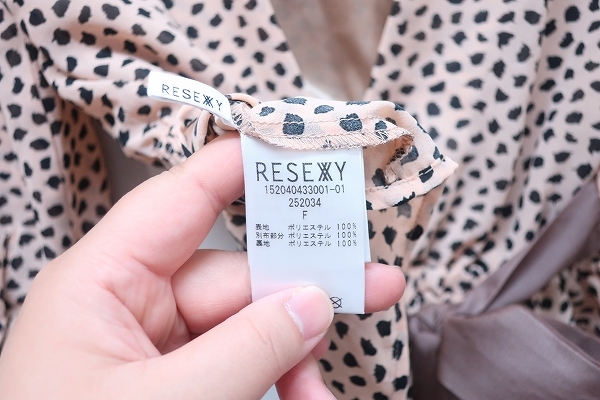 RESEXXY
RESEXXY
152040433001-01
252034
F
表地 ポリエステル 100%
別布部分 ポリエステル 100%
裏地 ポリエステル 100%